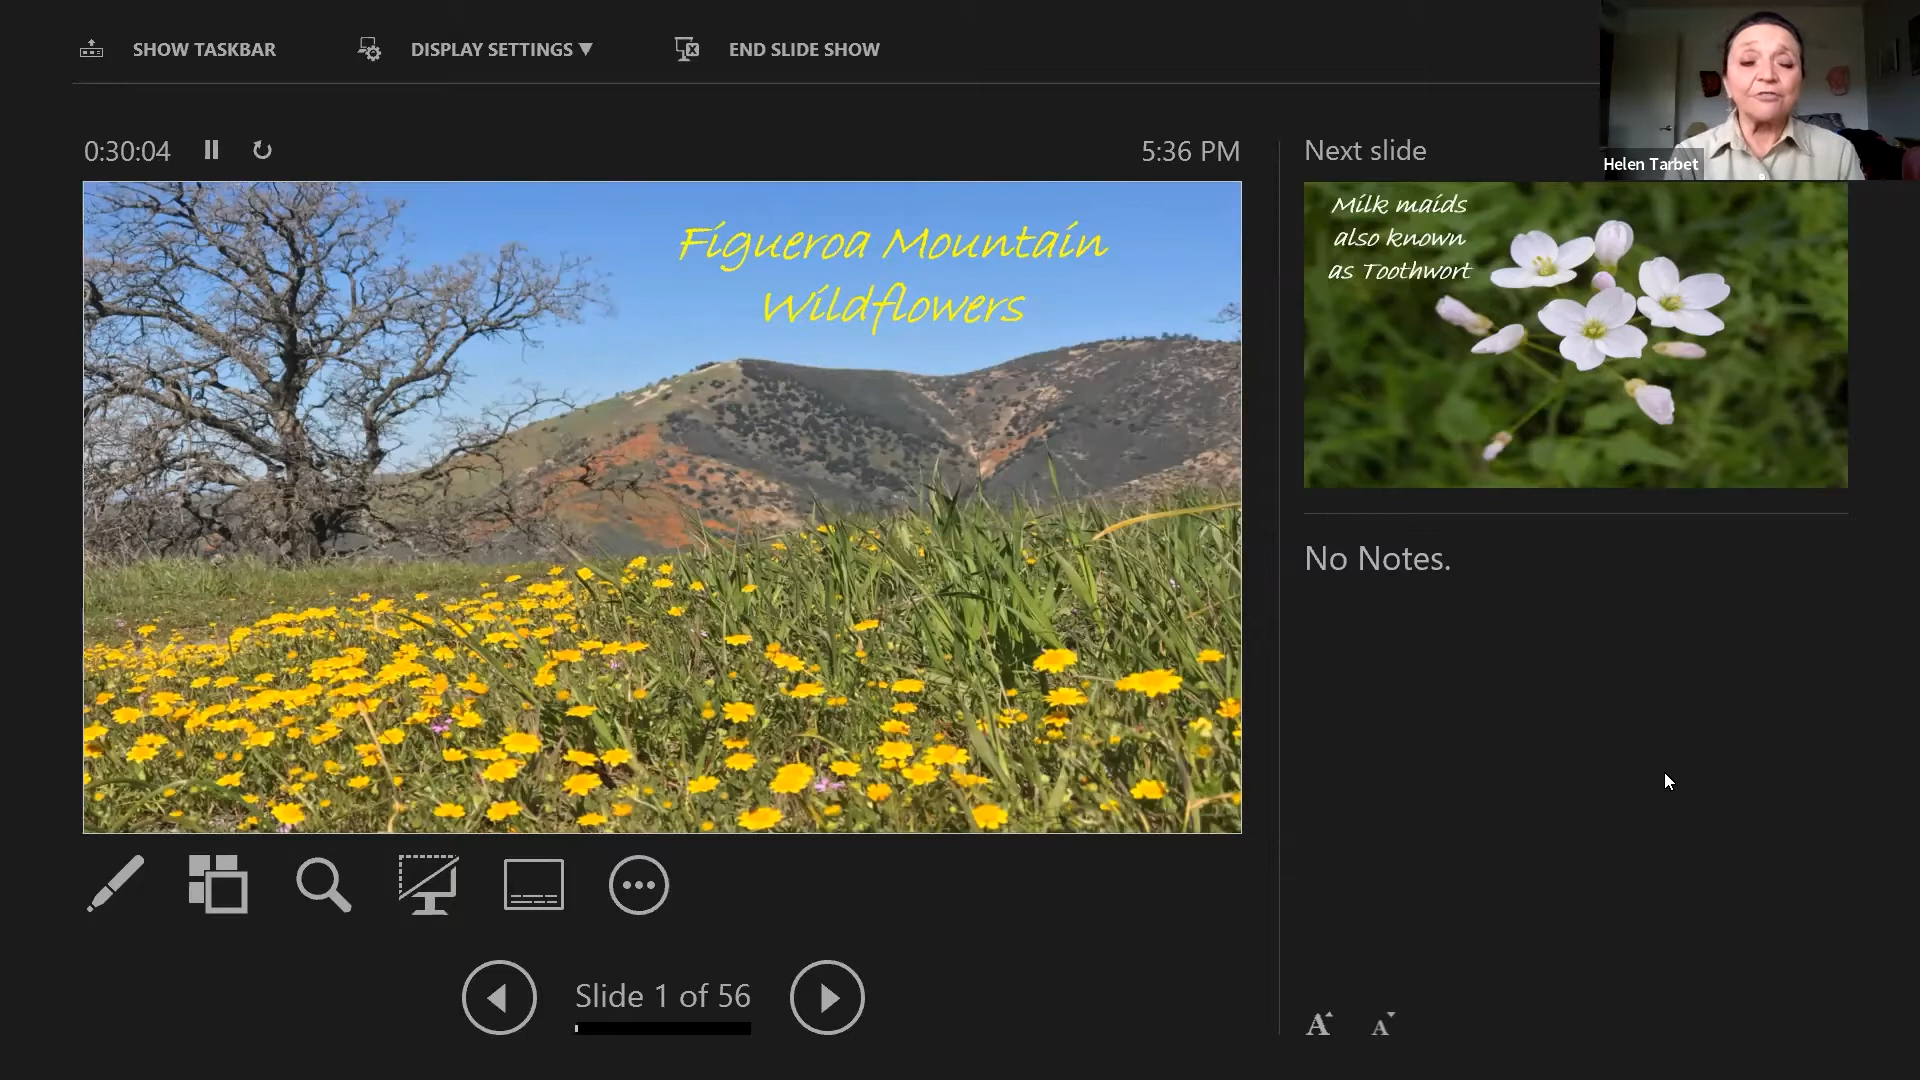 SHOW TASKBAR
DISPLAY SETTINGS ▼
END SLIDE SHOW
Helen Tarbet
0:30:04
5:36 PM
Figueroa Mountain
Wildflowers
Next slide
Milk maids
also known
as Toothwort
No Notes.
Slide 1 of 56
A
A